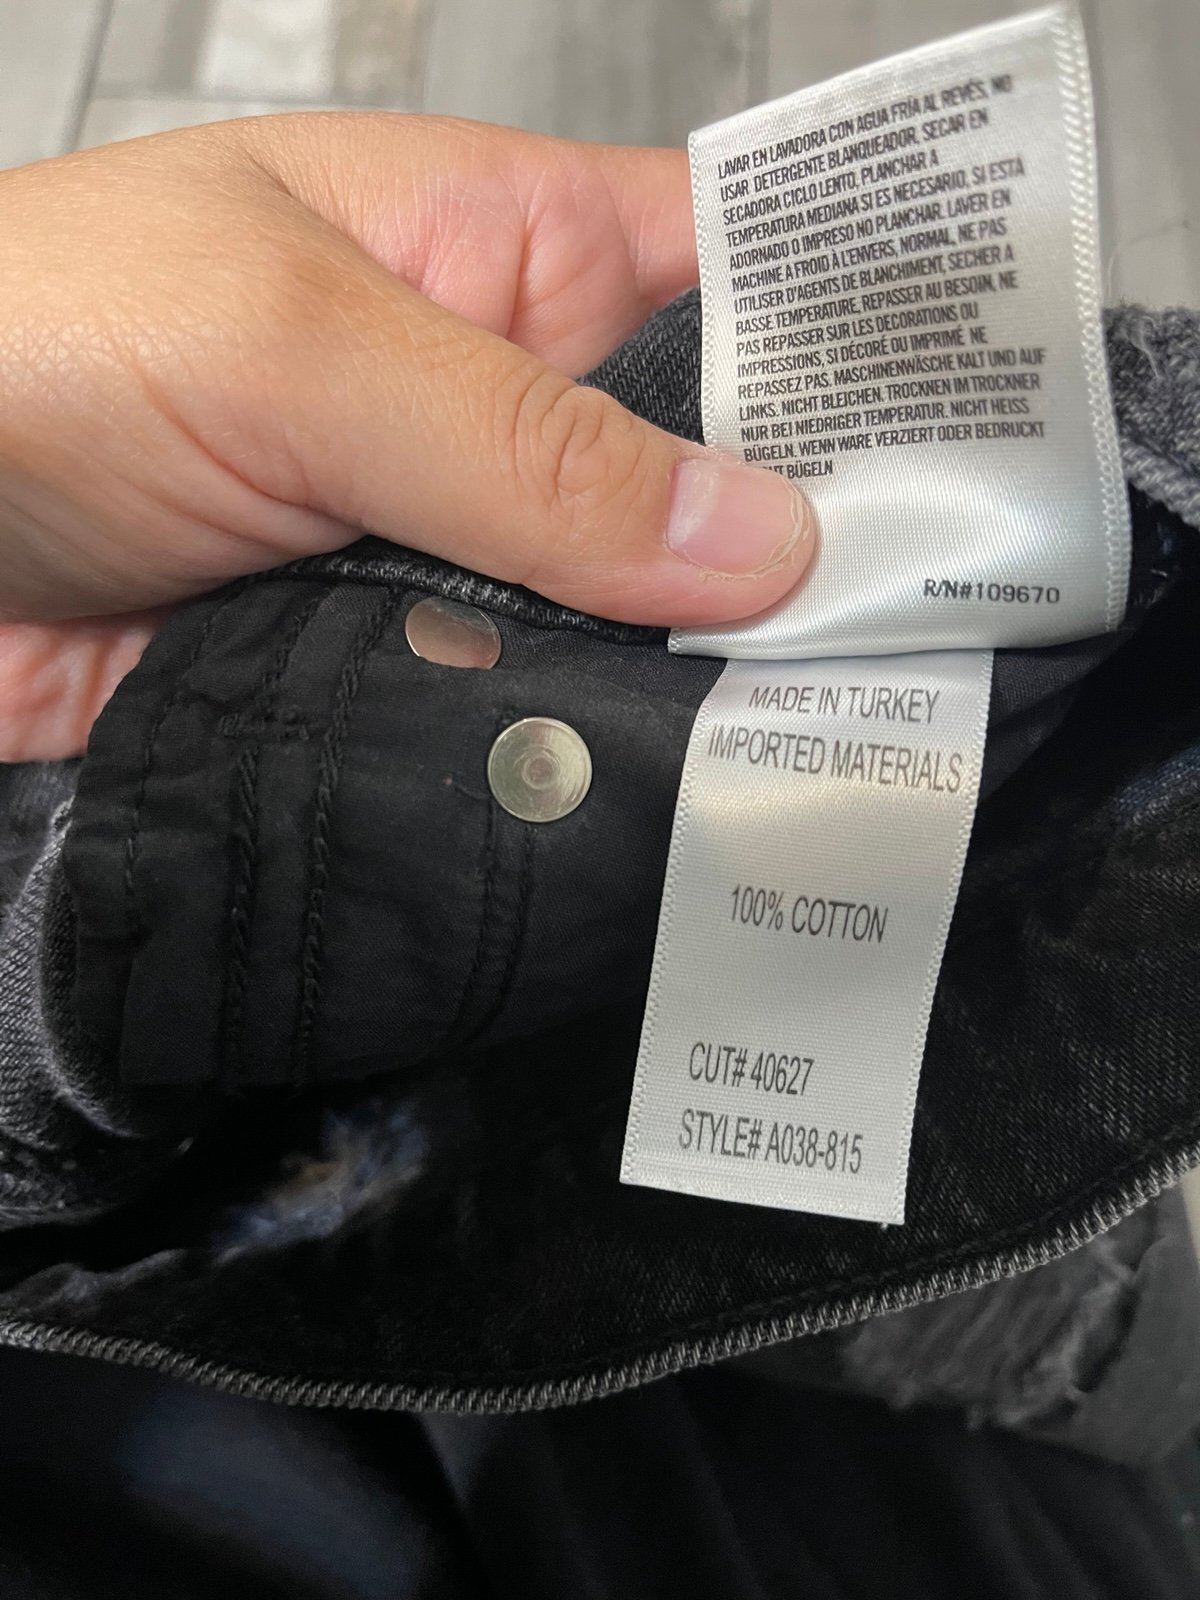 LAVAR EN LAVADORA CON AGUA FRÍA AL REVÉS, NO
USAR DETERGENTE BLANQUEADOR, SECAR EN
SECADORA CICLO LENTO, PLANCHAR A
TEMPERATURA MEDIANA SI ES NECESARIO, SI ESTA
ADORNADO O IMPRESO NO PLANCHAR. LAVER EN
MACHINE A FROID À L'ENVERS, NORMAL, NE PAS
UTILISER D'AGENTS DE BLANCHIMENT, SECHER A
BASSE TEMPERATURE, REPASSER AU BESOIN, NE
PAS REPASSER SUR LES DECORATIONS OU
IMPRESSIONS, SI DÉCORÉ OU IMPRIMÉ NE
REPASSEZ PAS. MASCHINENWÄSCHE KALT UND AUF
LINKS. NICHT BLEICHEN. TROCKNEN IM TROCKNER
NUR BEI NIEDRIGER TEMPERATUR. NICHT HEISS
BÜGELN. WENN WARE VERZIERT ODER BEDRUCKT
BÜGELN
R/N#109670
MADE IN TURKEY
IMPORTED MATERIALS
100% COTTON
CUT# 40627
STYLE# A038-815